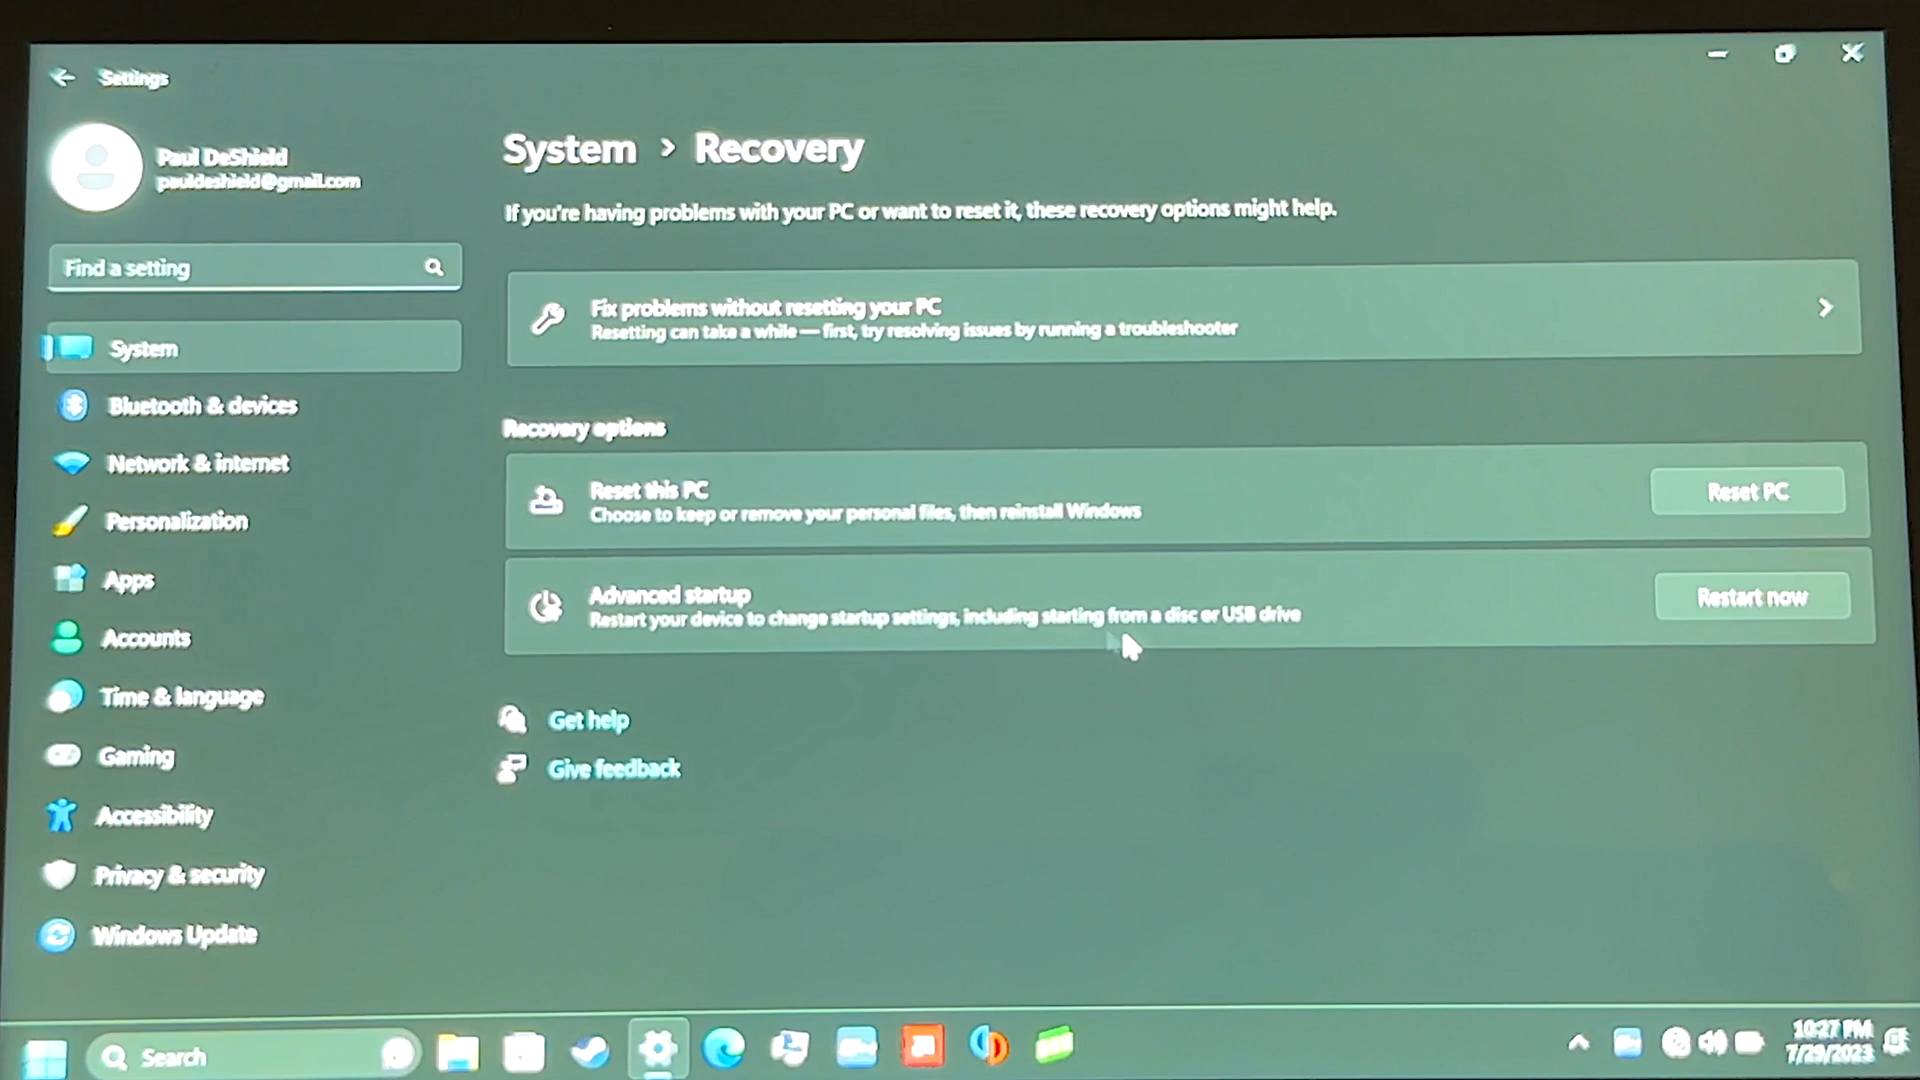 Settings
Paul DeShield
pauldeshield@gmail.com
Find a setting
System
Bluetooth & devices
Network & internet
Personalization
Apps
Accounts
Time & language
Gaming
Accessibility
Privacy & security
Windows Update
System > Recovery
If you're having problems with your PC or want to reset it, these recovery options might help.
Fix problems without resetting your PC
Resetting can take a while — first, try resolving issues by running a troubleshooter
Recovery options
Reset this PC
Choose to keep or remove your personal files, then reinstall Windows
Reset PC
Advanced startup
Restart your device to change startup settings, including starting from a disc or USB drive
Restart now
Get help
Give feedback
Search
10:27 PM
7/29/2023